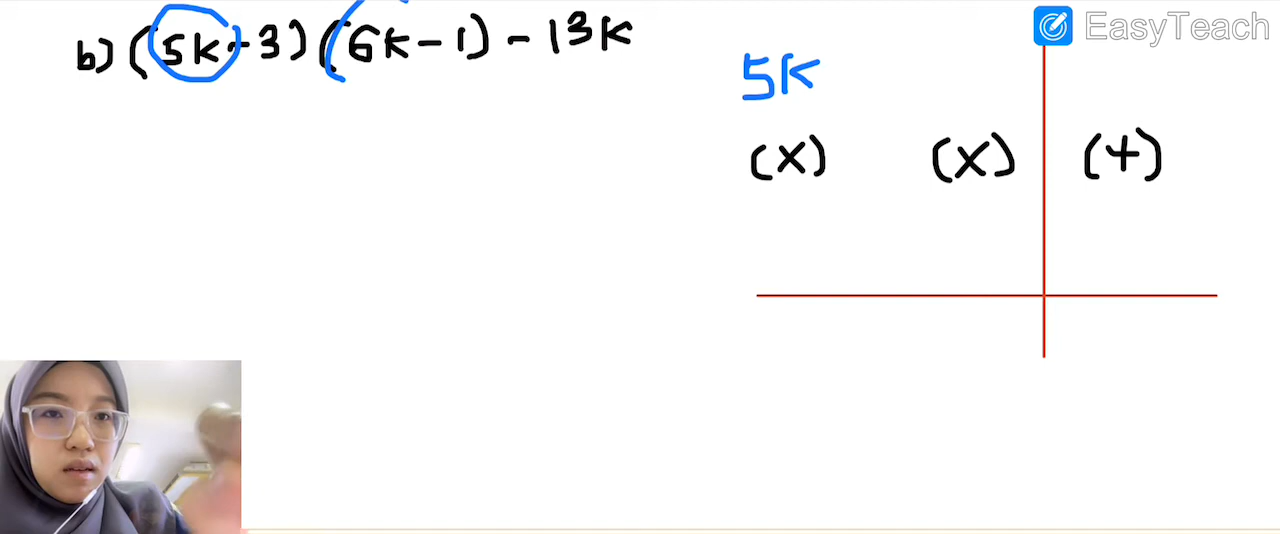 EasyTeach
b) (5k-3)(6k-1)-13k
5k
(x) (x) (+)